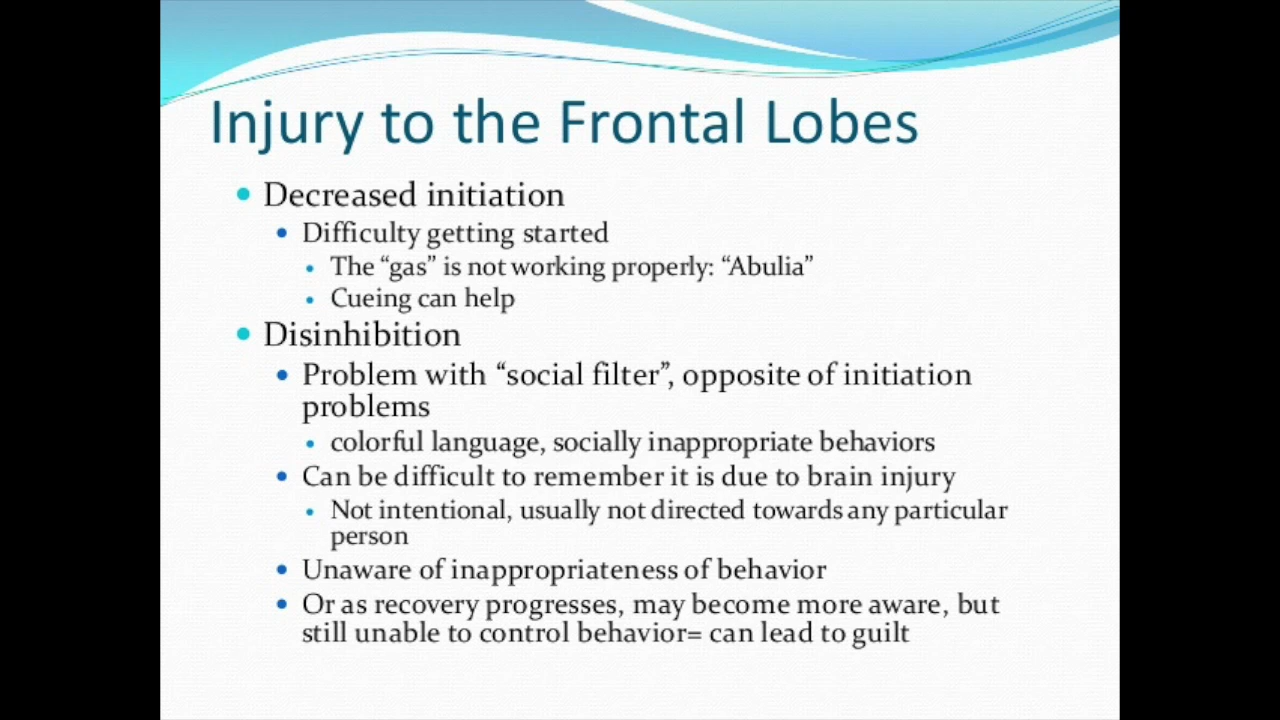 Injury to the Frontal Lobes
• Decreased initiation
• Difficulty getting started
• The “gas” is not working properly: “Abulia”
• Cueing can help
• Disinhibition
• Problem with “social filter”, opposite of initiation
problems
• colorful language, socially inappropriate behaviors
• Can be difficult to remember it is due to brain injury
• Not intentional, usually not directed towards any particular
person
• Unaware of inappropriateness of behavior
• Or as recovery progresses, may become more aware, but
still unable to control behavior= can lead to guilt